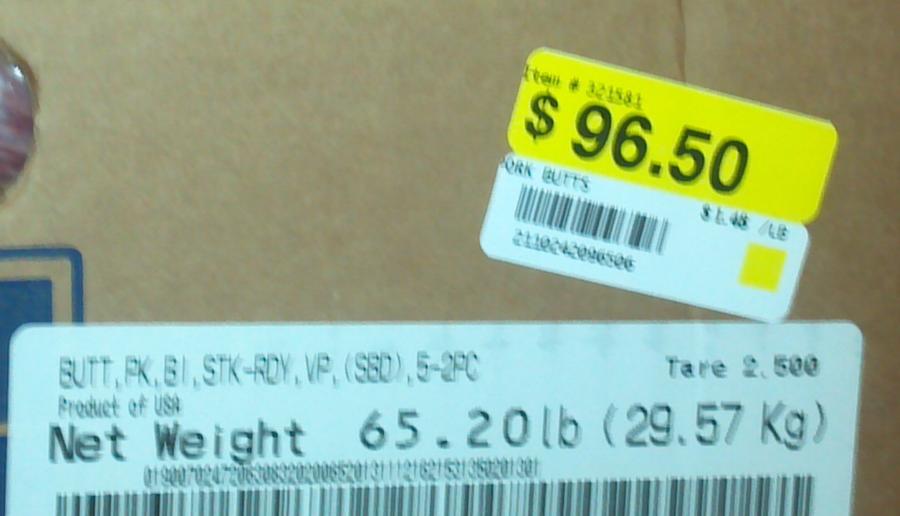 Item # 321581
$ 96.50
ORK BUTTS
$1.48 /LB
2110242096506
BUTT,PK,BI,STK-RDY,VP,(SBD),5-2PC
Tare 2.500
Product of USA
Net Weight 65.20lb (29.57 Kg)